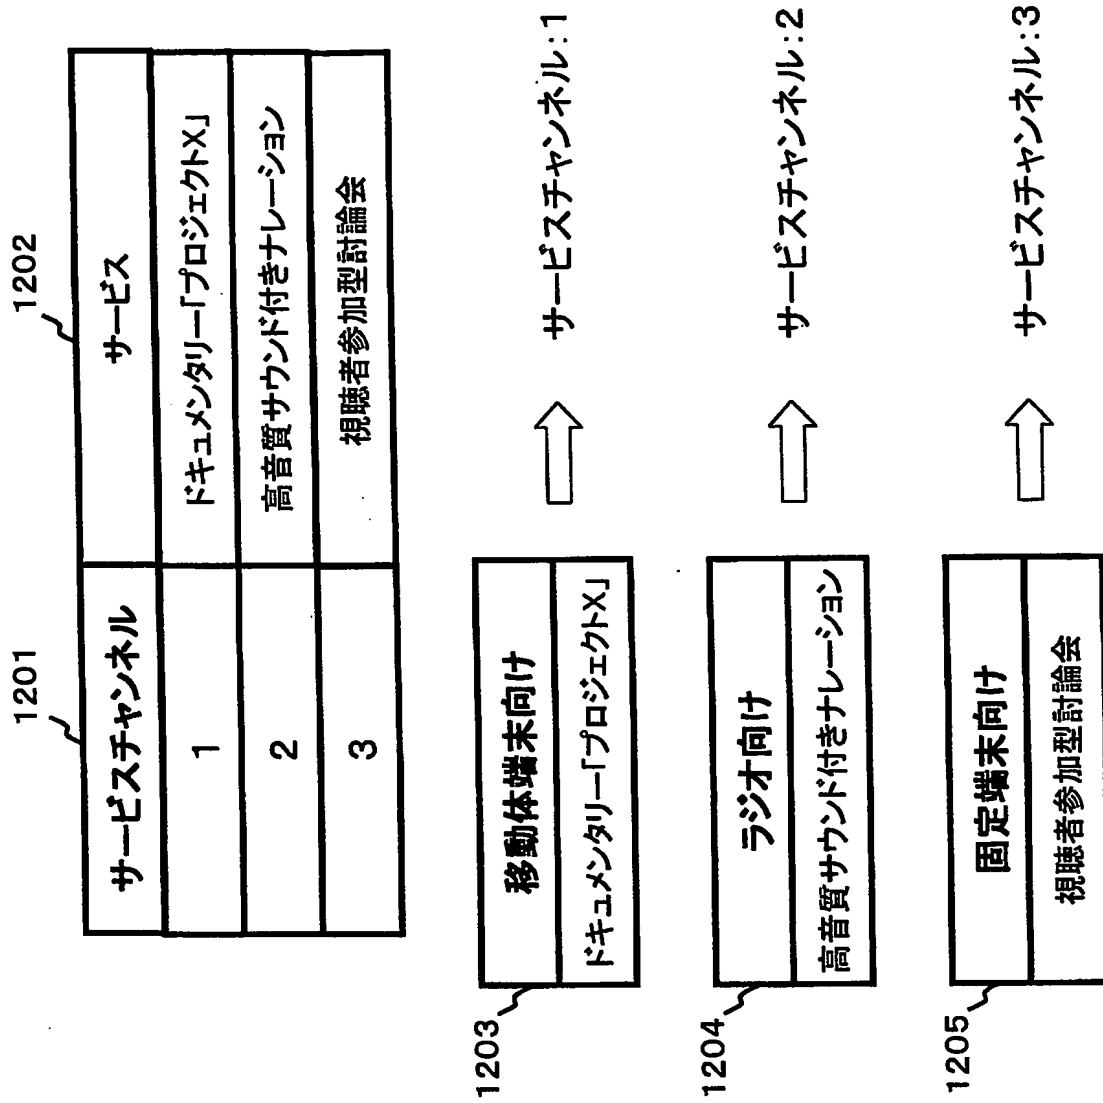 1201
1202
サービスチャンネル
サービス
1
ドキュメンタリー「プロジェクトX」
2
高音質サウンド付きナレーション
3
視聴者参加型討論会
1203
移動体端末向け
ドキュメンタリー「プロジェクトX」
サービスチャンネル:1
1204
ラジオ向け
高音質サウンド付きナレーション
サービスチャンネル:2
1205
固定端末向け
視聴者参加型討論会
サービスチャンネル:3